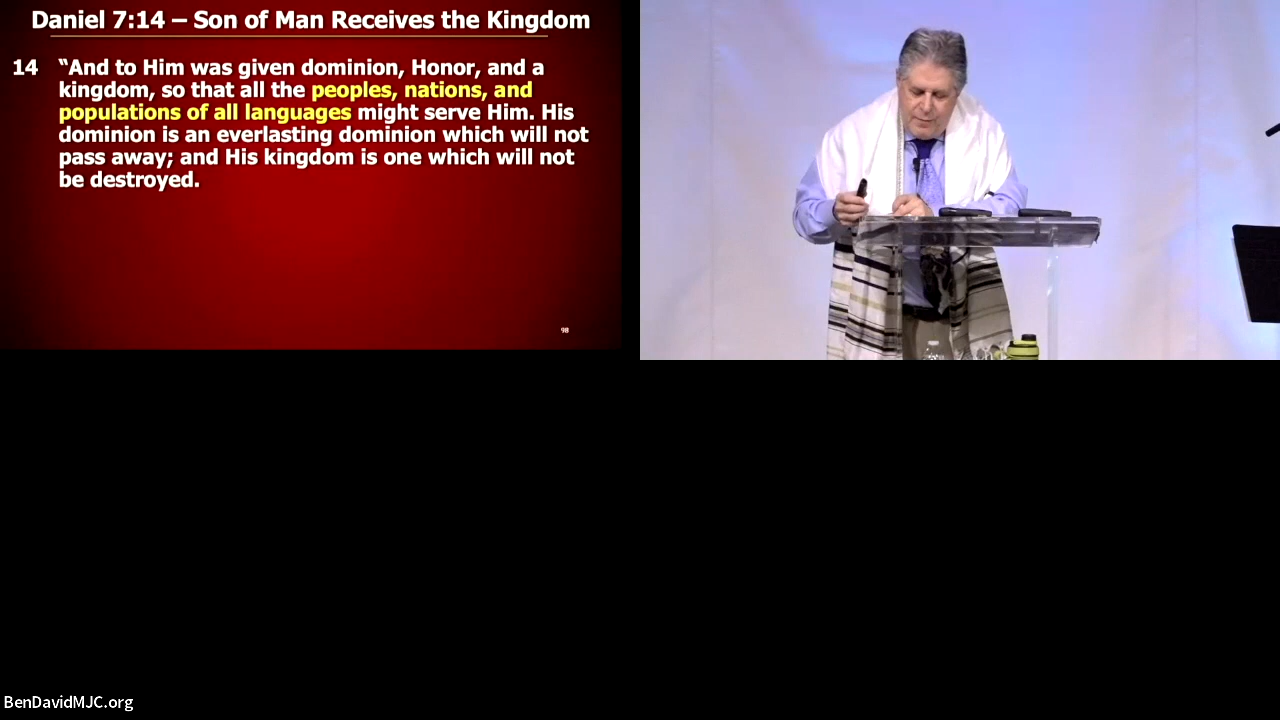 Daniel 7:14 – Son of Man Receives the Kingdom
14 “And to Him was given dominion, Honor, and a
kingdom, so that all the peoples, nations, and
populations of all languages might serve Him. His
dominion is an everlasting dominion which will not
pass away; and His kingdom is one which will not
be destroyed.
98
BenDavidMJC.org